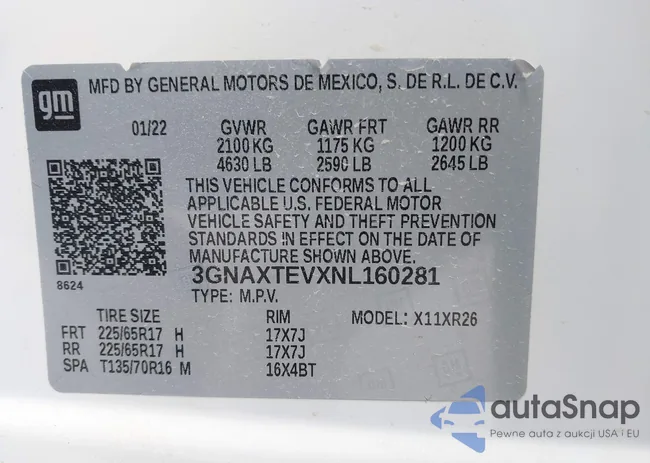 gm
MFD BY GENERAL MOTORS DE MEXICO, S. DE R.L. DE C.V.
01/22 GVWR GAWR FRT GAWR RR
2100 KG 1175 KG 1200 KG
4630 LB 2590 LB 2645 LB
THIS VEHICLE CONFORMS TO ALL
APPLICABLE U.S. FEDERAL MOTOR
VEHICLE SAFETY AND THEFT PREVENTION
STANDARDS IN EFFECT ON THE DATE OF
MANUFACTURE SHOWN ABOVE.
8624
3GNAXTEVXNL160281
TYPE: M.P.V.
TIRE SIZE RIM MODEL: X11XR26
FRT 225/65R17 H 17X7J
RR 225/65R17 H 17X7J
SPA T135/70R16 M 16X4BT
autaSnap
Pewne auta z aukcji USA i EU